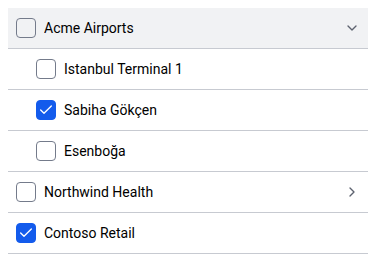 Acme Airports
Istanbul Terminal 1
Sabiha Gökçen
Esenboğa
Northwind Health
Contoso Retail